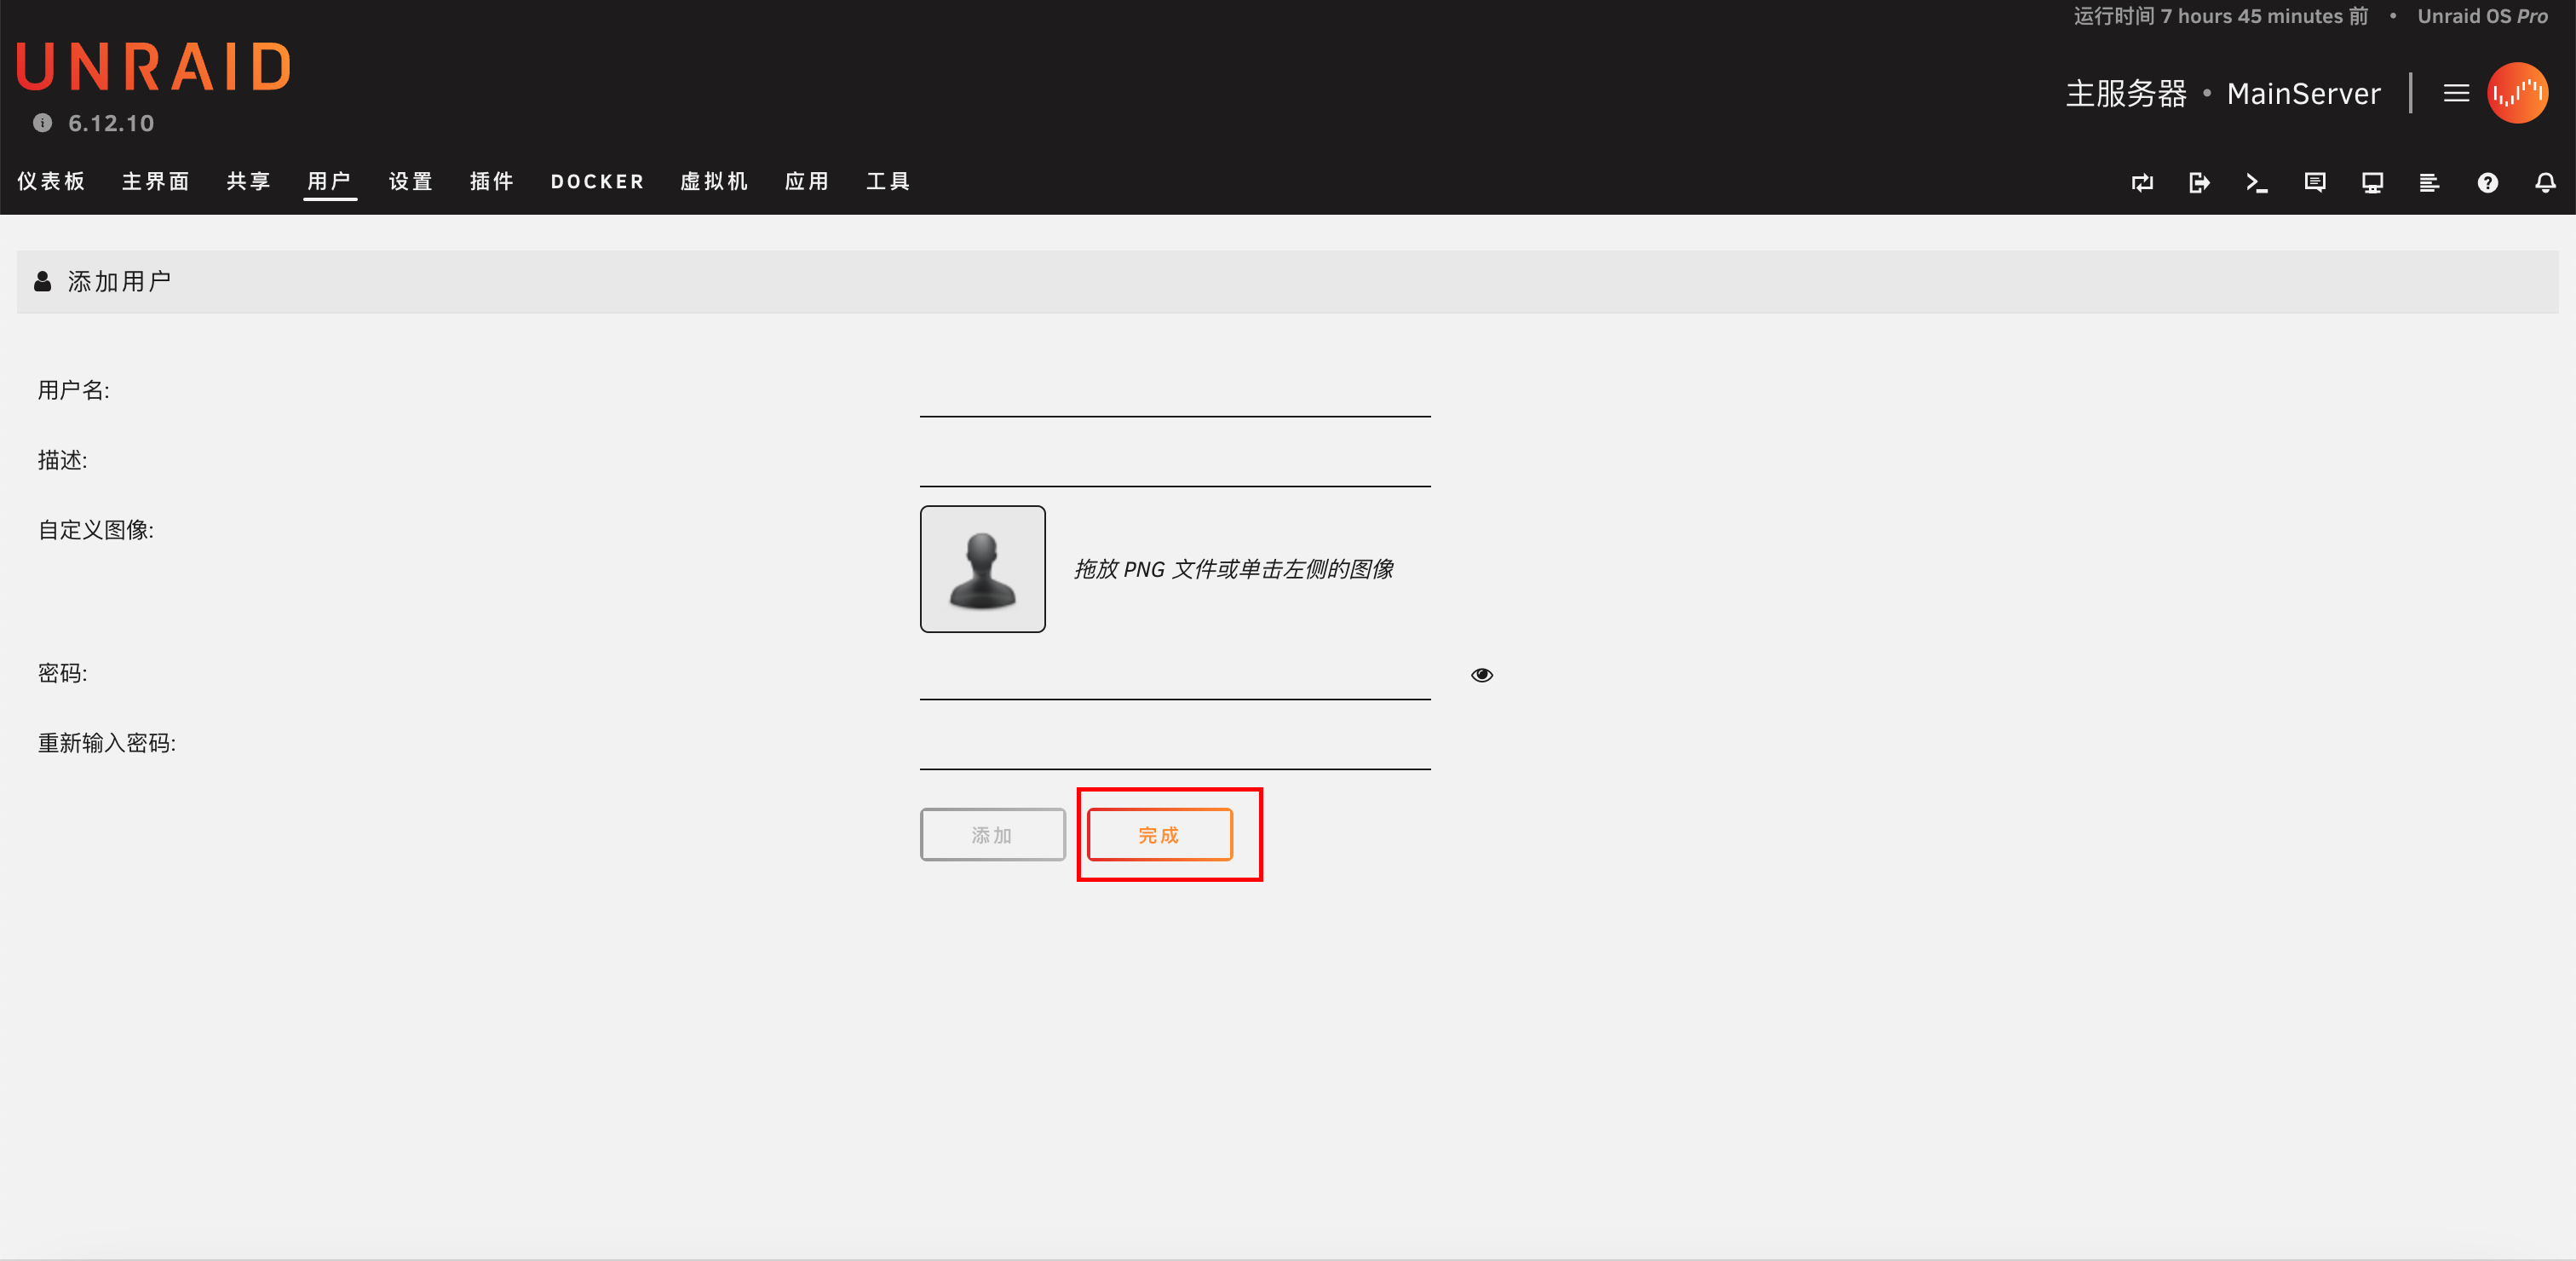 运行时间 7 hours 45 minutes 前 • Unraid OS Pro
UNRAID
6.12.10
主服务器 • MainServer
仪表板 主界面 共享 用户 设置 插件 DOCKER 虚拟机 应用 工具
添加用户
用户名:
描述:
自定义图像:
拖放 PNG 文件或单击左侧的图像
密码:
重新输入密码:
添加 完成